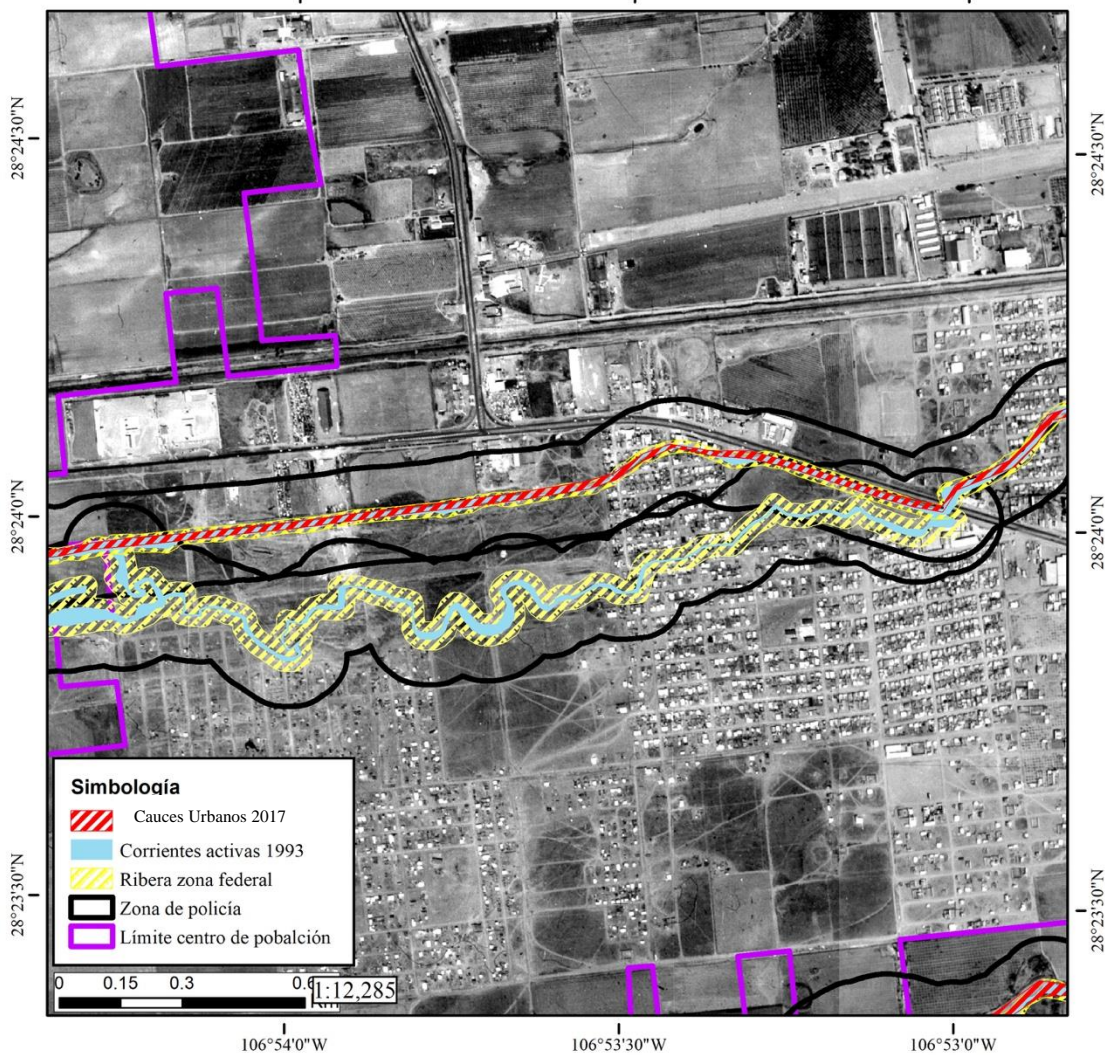 28°24'30"N
28°24'30"N
28°24'0"N
28°24'0"N
Simbología
Cauces Urbanos 2017
Corrientes activas 1993
Ribera zona federal
Zona de policía
Límite centro de pobalción
28°23'30"N
28°23'30"N
0 0.15 0.3
1:12,285
106°54'0"W
106°53'30"W
106°53'0"W